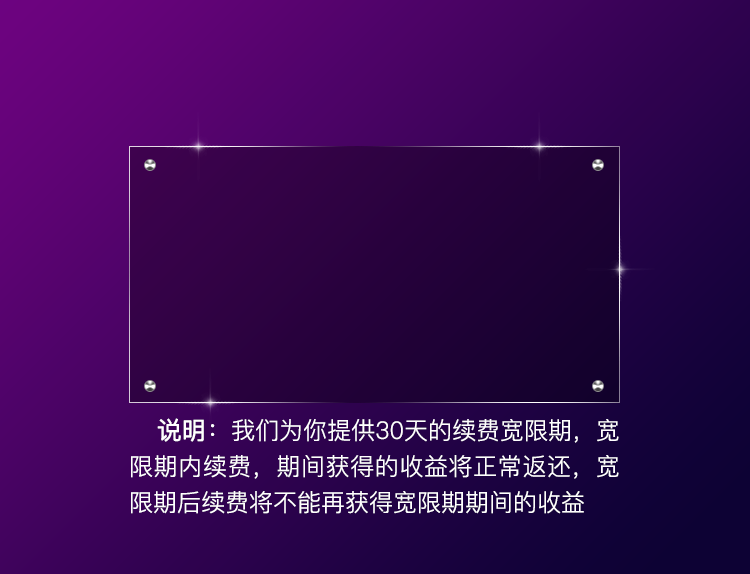 说明：我们为你提供30天的续费宽限期，宽
限期内续费，期间获得的收益将正常返还，宽
限期后续费将不能再获得宽限期期间的收益